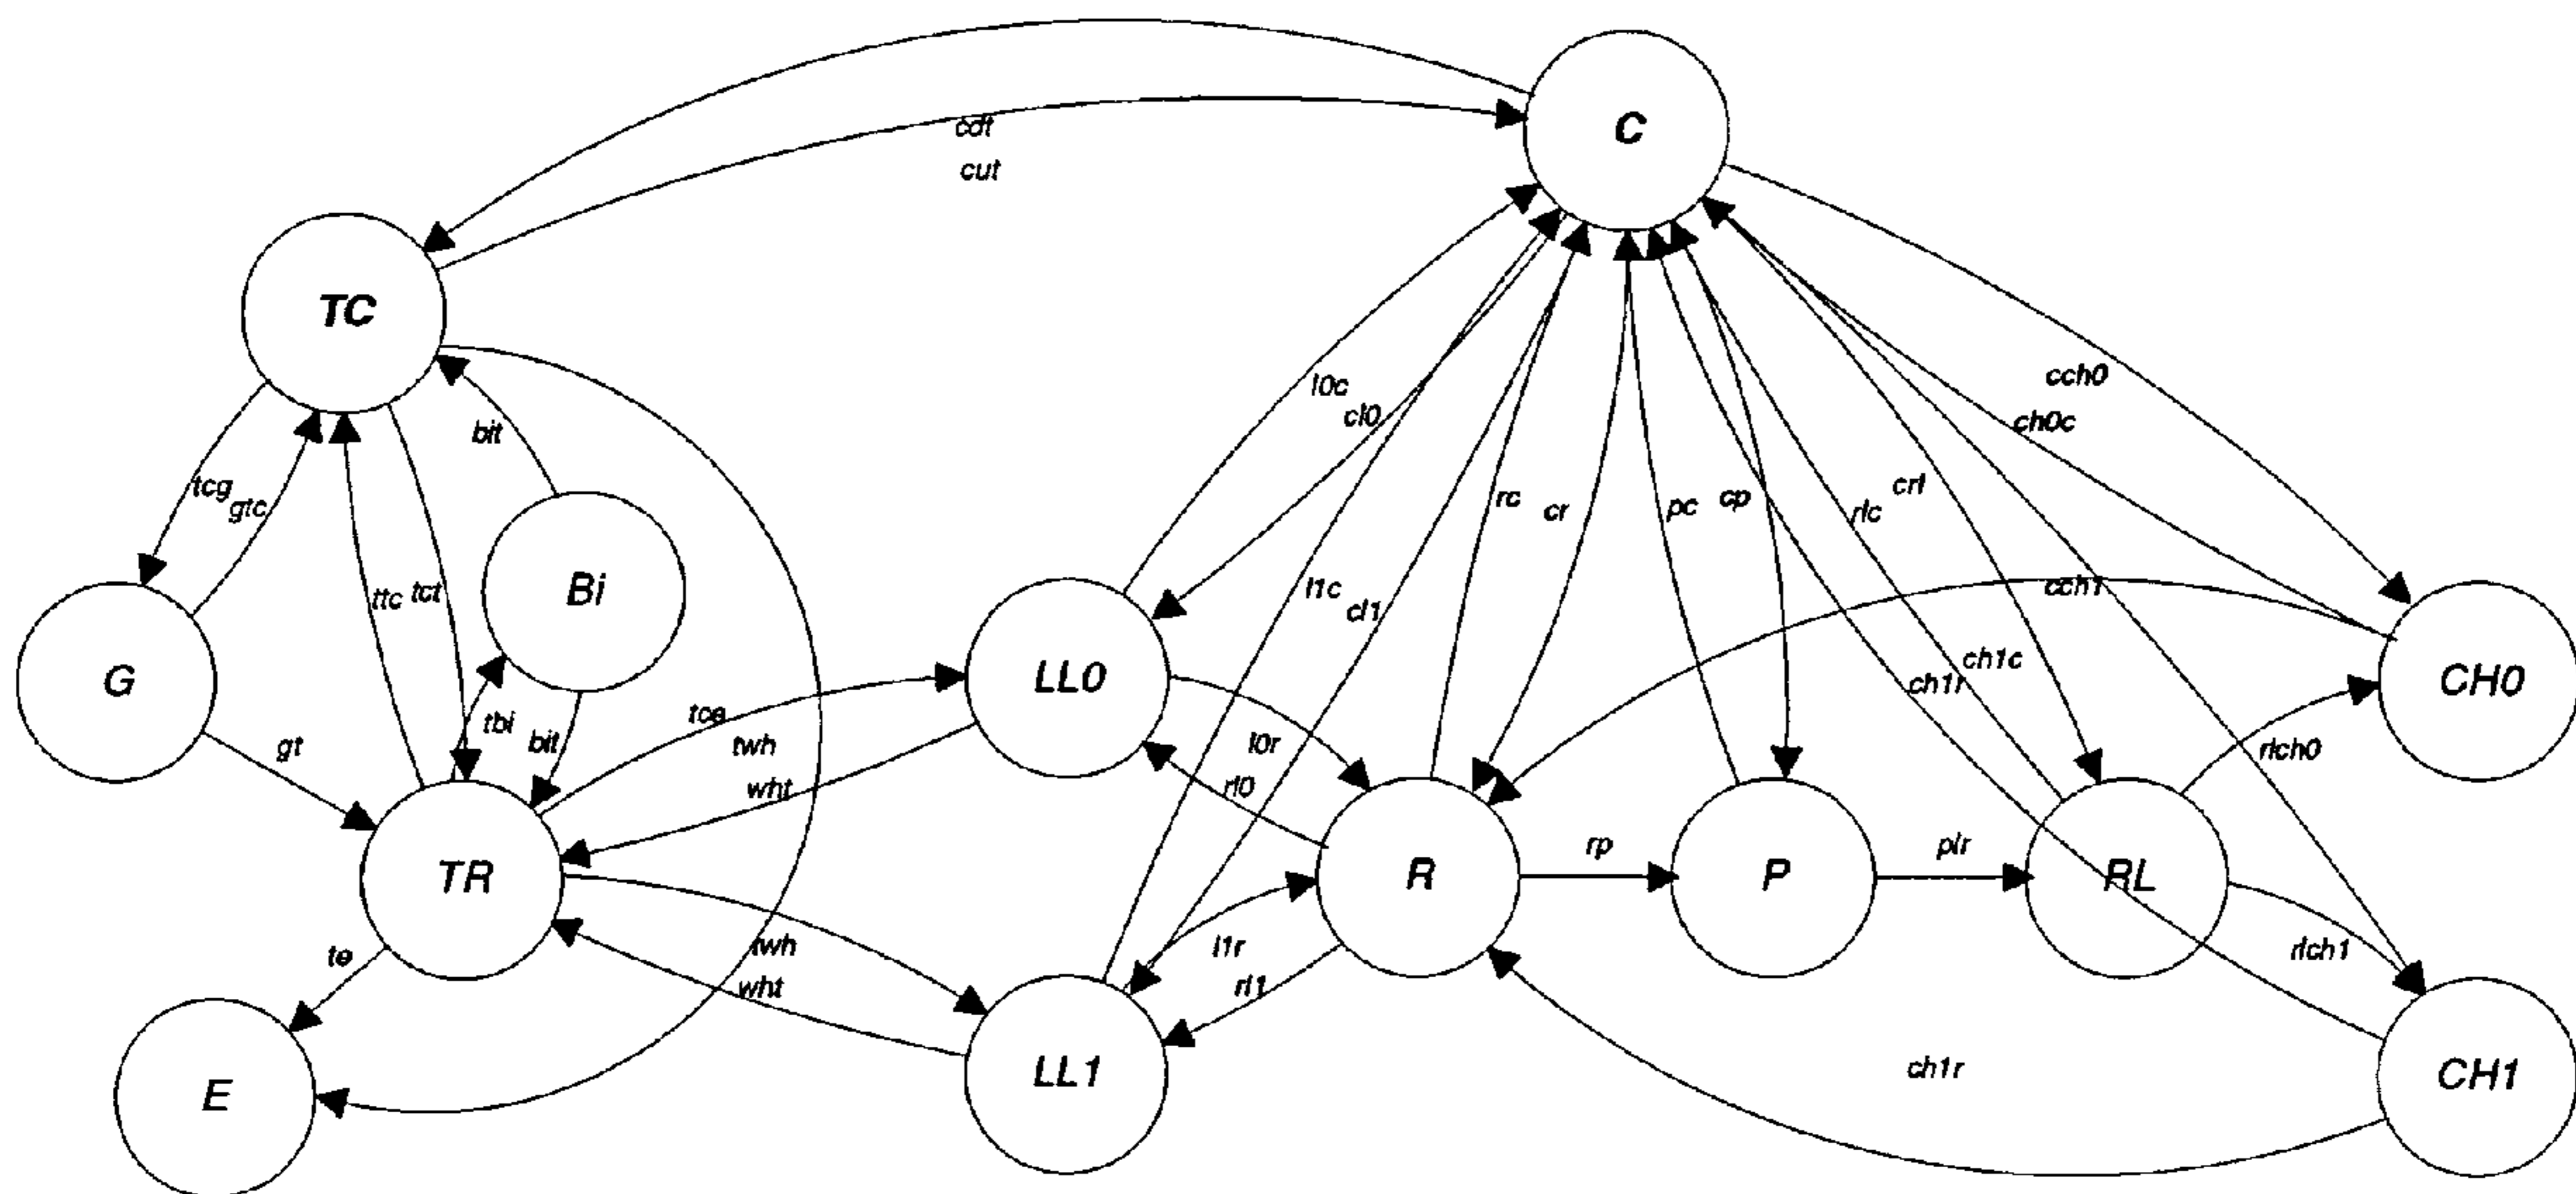 C
cdt
cut
TC
l0c
cl0
cch0
ch0c
bit
tcg
gtc
rc
cr
pc
cp
rlc
crl
ttc
tct
Bi
l1c
cl1
cch1
G
LL0
ch1c
ch1r
CH0
gt
tbi
bit
tce
twh
wht
l0r
rl0
rlch0
TR
R
rp
P
plr
RL
te
twh
wht
l1r
rl1
rlch1
E
LL1
ch1r
CH1